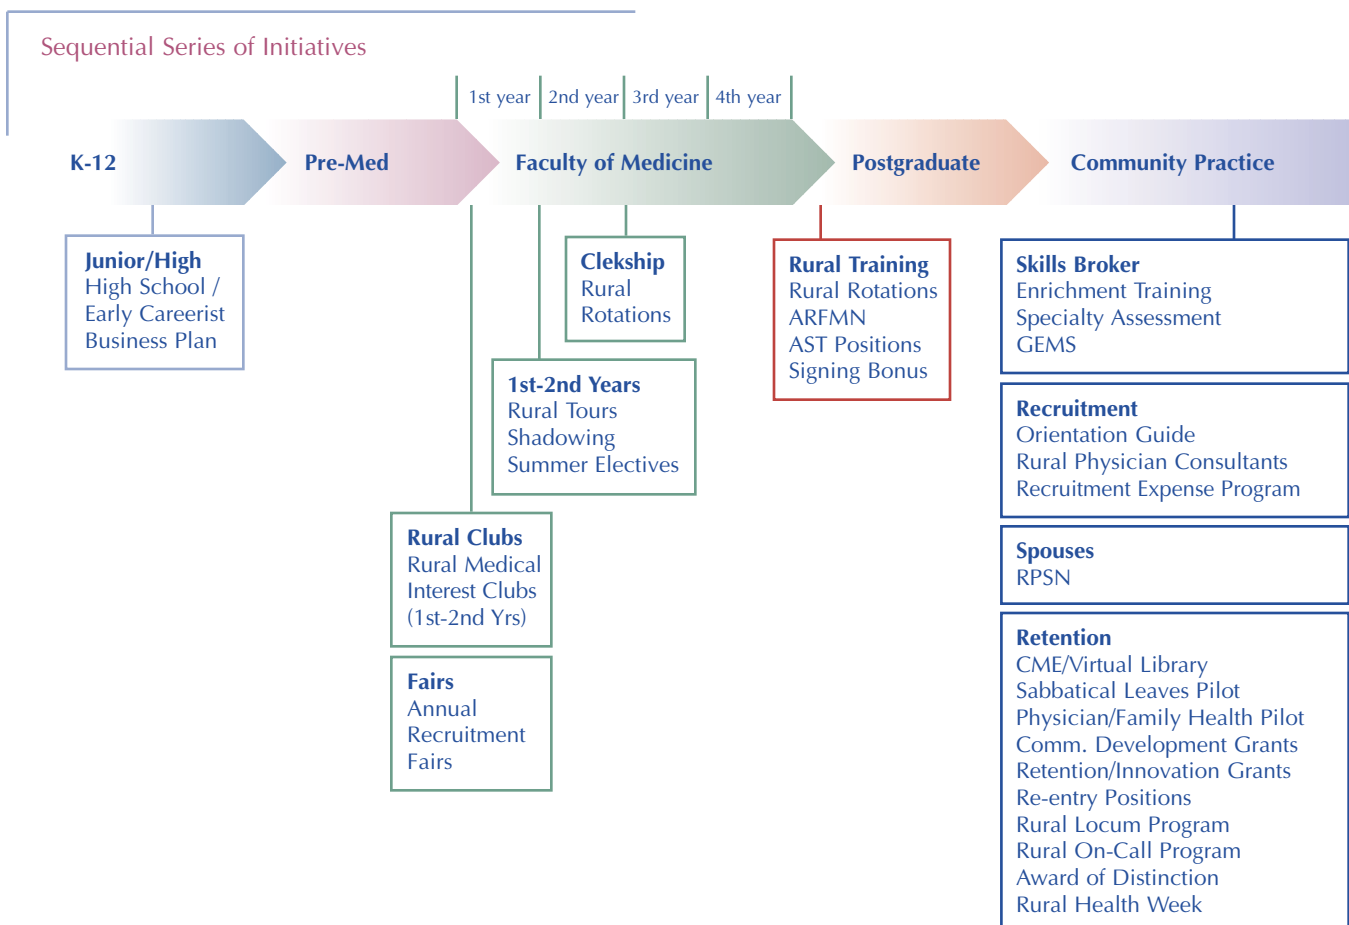 Sequential Series of Initiatives
1st year
2nd year
3rd year
4th year
K-12
Pre-Med
Faculty of Medicine
Postgraduate
Community Practice
Junior/High
High School /
Early Careerist
Business Plan
Clekship
Rural
Rotations
1st-2nd Years
Rural Tours
Shadowing
Summer Electives
Rural Clubs
Rural Medical
Interest Clubs
(1st-2nd Yrs)
Fairs
Annual
Recruitment
Fairs
Rural Training
Rural Rotations
ARFMN
AST Positions
Signing Bonus
Skills Broker
Enrichment Training
Specialty Assessment
GEMS
Recruitment
Orientation Guide
Rural Physician Consultants
Recruitment Expense Program
Spouses
RPSN
Retention
CME/Virtual Library
Sabbatical Leaves Pilot
Physician/Family Health Pilot
Comm. Development Grants
Retention/Innovation Grants
Re-entry Positions
Rural Locum Program
Rural On-Call Program
Award of Distinction
Rural Health Week